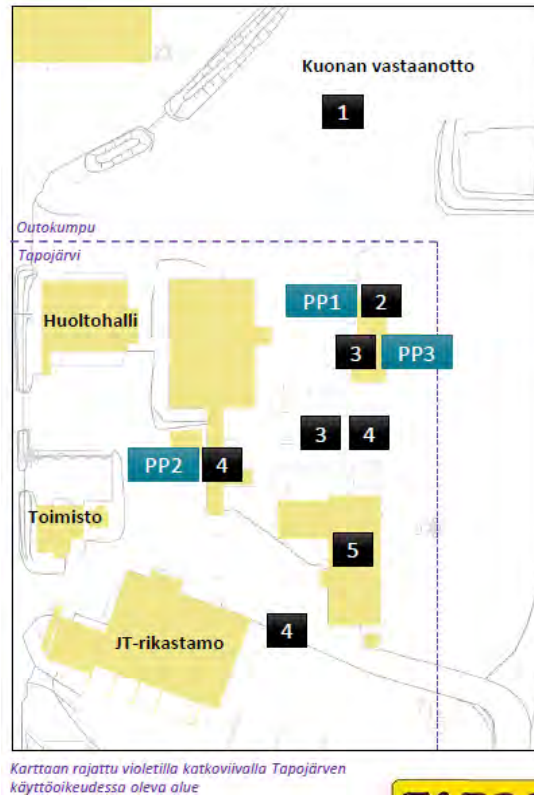 Kuonan vastaanotto
1
Outokumpu
Tapojärvi
PP1 2
Huoltohalli
3 PP3
3 4
PP2 4
Toimisto
5
4
JT-rikastamo
Karttaan rajattu violetilla katkoviivalla Tapojärven
käyttöoikeudessa oleva alue